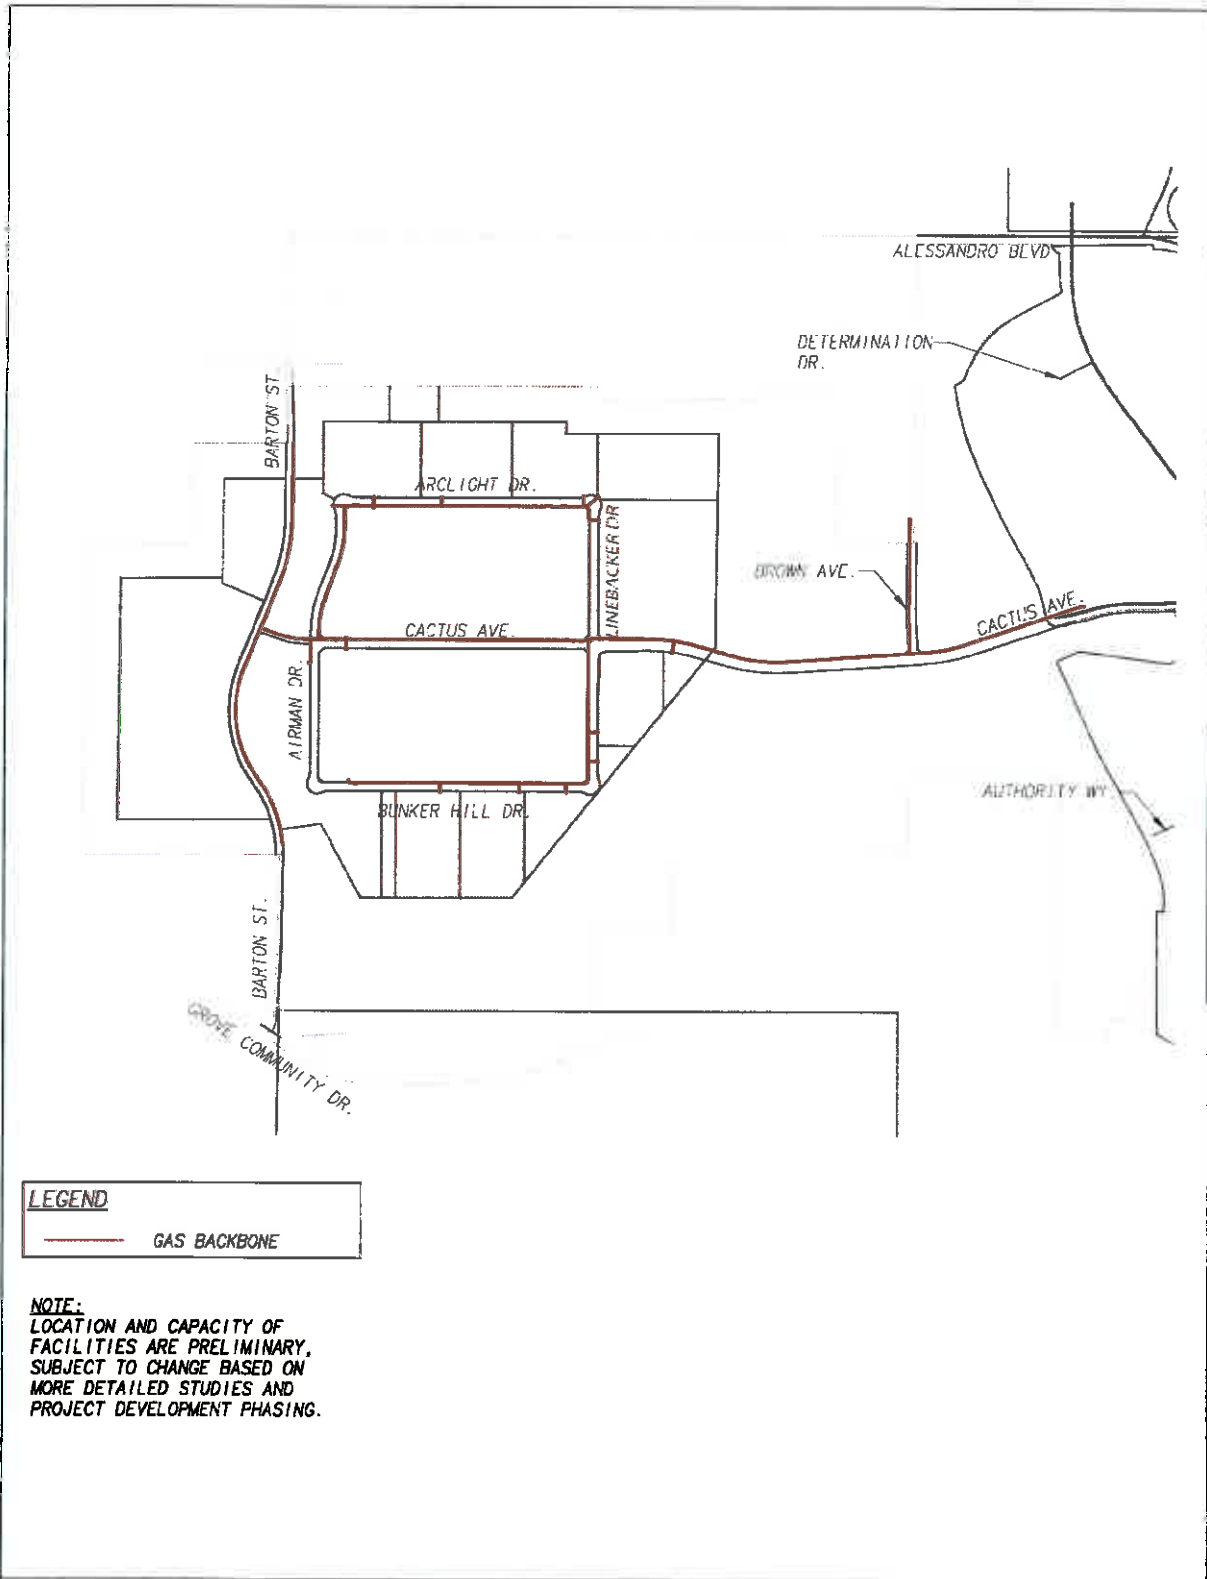 ALESSANDRO BLVD
DETERMINATION
DR.
BARTON ST
ARCLIGHT DR.
LINEBACKER DR
BROWN AVE.
CACTUS AVE.
CACTUS AVE.
AIRMAN DR.
AUTHORITY WY.
BUNKER HILL DR.
BARTON ST.
GROVE COMMUNITY DR.
LEGEND
GAS BACKBONE
NOTE:
LOCATION AND CAPACITY OF
FACILITIES ARE PRELIMINARY,
SUBJECT TO CHANGE BASED ON
MORE DETAILED STUDIES AND
PROJECT DEVELOPMENT PHASING.